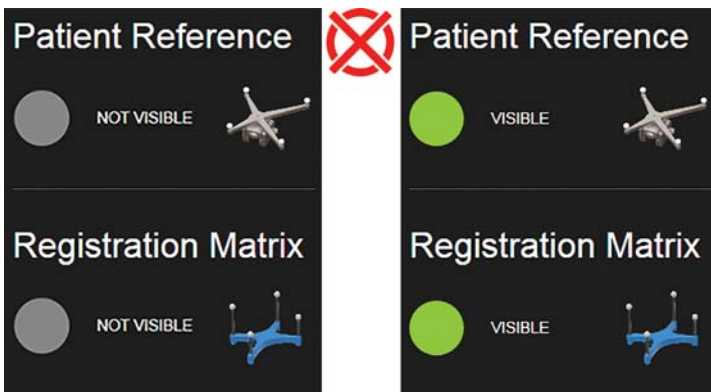 Patient Reference
NOT VISIBLE
Registration Matrix
NOT VISIBLE
Patient Reference
VISIBLE
Registration Matrix
VISIBLE